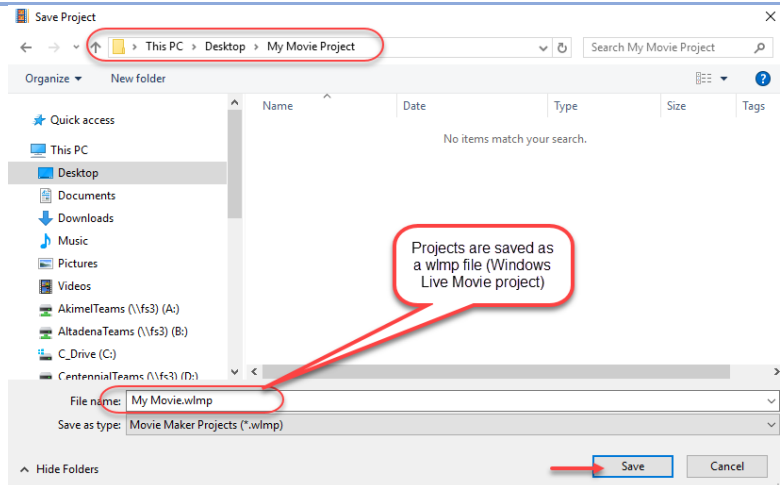 Save Project
This PC > Desktop > My Movie Project
Search My Movie Project
Organize
New folder
Name Date Type Size Tags
No items match your search.
Quick access
This PC
Desktop
Documents
Downloads
Music
Pictures
Videos
AkimelTeams (\\fs3) (A:)
AltadenaTeams (\\fs3) (B:)
C_Drive (C:)
CentennialTeams (\\fs3) (D:)
Projects are saved as
a wlmp file (Windows
Live Movie project)
File name: My Movie.wlmp
Save as type: Movie Maker Projects (*.wlmp)
Hide Folders
Save
Cancel